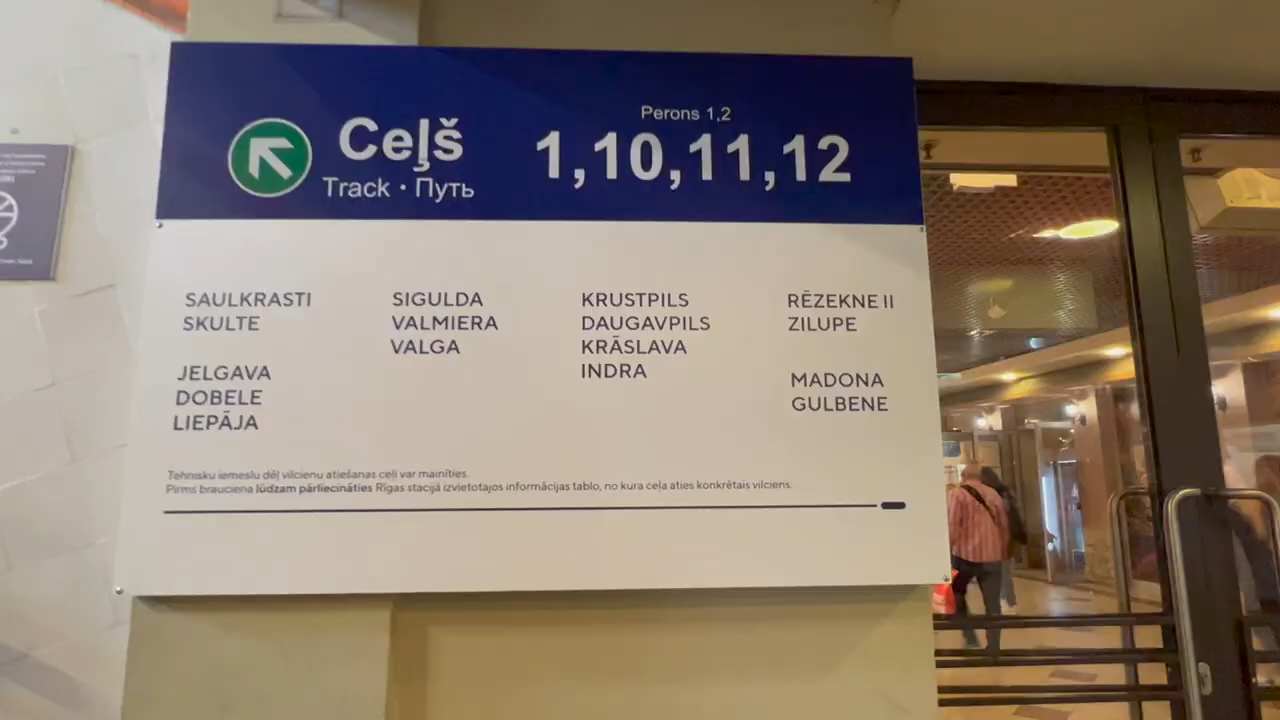 Perons 1,2
Ceļš 1,10,11,12
Track · Путь
SAULKRASTI
SKULTE
JELGAVA
DOBELE
LIEPĀJA
SIGULDA
VALMIERA
VALGA
KRUSTPILS
DAUGAVPILS
KRĀSLAVA
INDRA
RĒZEKNE II
ZILUPE
MADONA
GULBENE
Tehnisku iemeslu dēļ vilcienu atiešanas ceļi var mainīties.
Pirms brauciena lūdzam pārliecināties Rīgas stacijā izvietotajos informācijas tablo, no kura ceļa aties konkrētais vilciens.